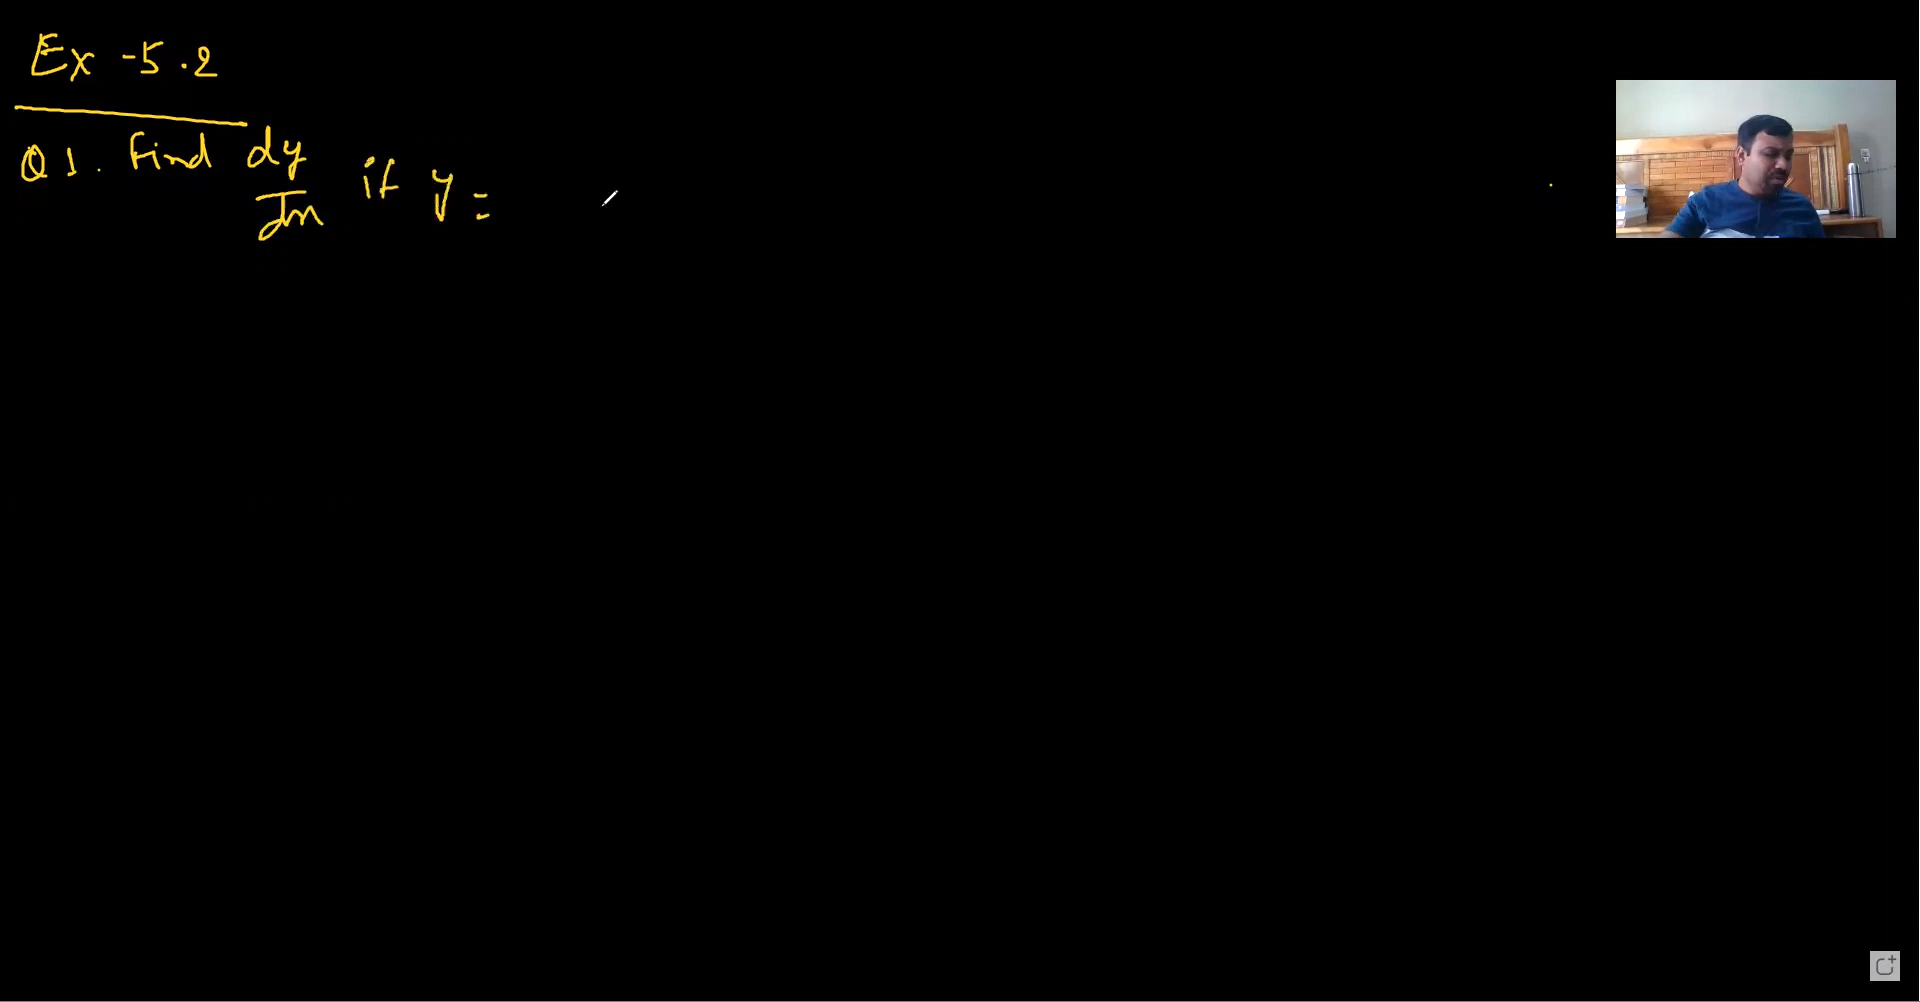 Ex - 5.2
Q1. Find dy/dx if y =